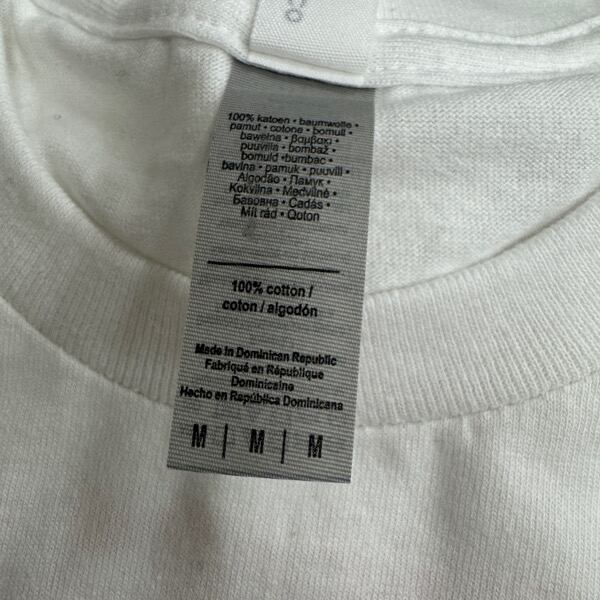 100% katoen • baumwolle •
pamut • cotone • bomull •
bawełna • βαμβακι •
puuvilla • bombaž •
bomuld •bumbac •
bavlna • pamuk • puuvill •
Algodão • Памук •
Kokvilna • Medvilnė •
Бавовна • Cadás •
Mit rád • Qoton
100% cotton /
coton / algodón
Made in Dominican Republic
Fabriqué en République
Dominicaine
Hecho en República Dominicana
M | M | M